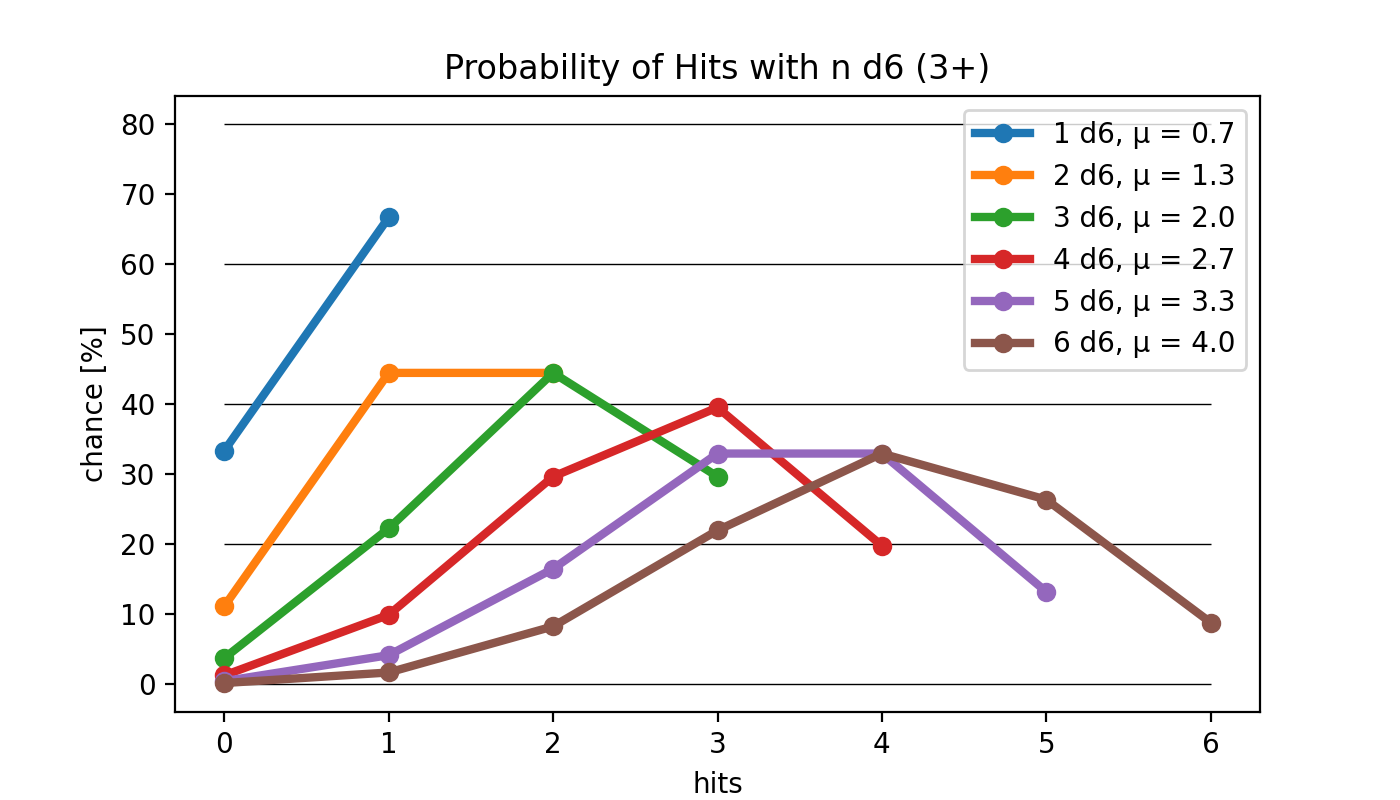 Probability of Hits with n d6 (3+)
80
70
60
50
40
30
20
10
0
chance [%]
1 d6, µ = 0.7
2 d6, µ = 1.3
3 d6, µ = 2.0
4 d6, µ = 2.7
5 d6, µ = 3.3
6 d6, µ = 4.0
0 1 2 3 4 5 6
hits